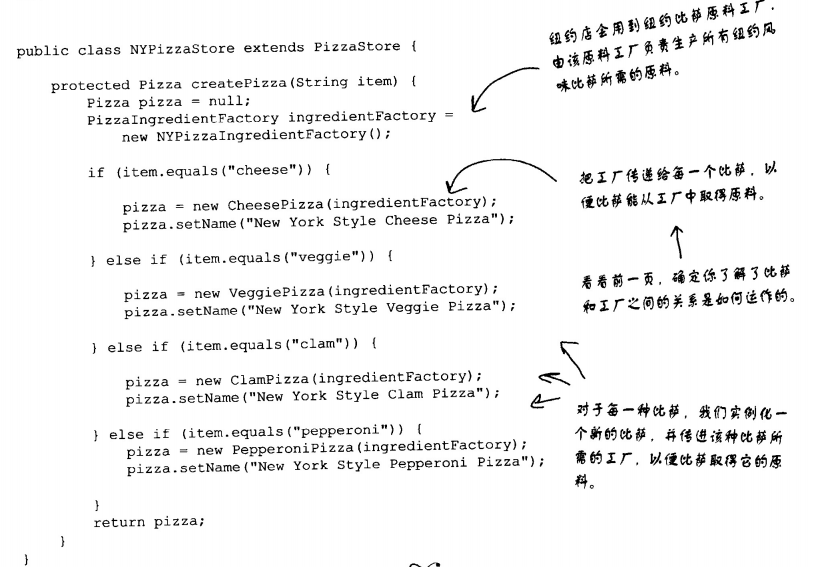 public class NYPizzaStore extends PizzaStore {
protected Pizza createPizza(String item) {
Pizza pizza = null;
PizzaIngredientFactory ingredientFactory =
new NYPizzaIngredientFactory();
if (item.equals("cheese")) {
pizza = new CheesePizza(ingredientFactory);
pizza.setName("New York Style Cheese Pizza");
} else if (item.equals("veggie")) {
pizza = new VeggiePizza(ingredientFactory);
pizza.setName("New York Style Veggie Pizza");
} else if (item.equals("clam")) {
pizza = new ClamPizza(ingredientFactory);
pizza.setName("New York Style Clam Pizza");
} else if (item.equals("pepperoni")) {
pizza = new PepperoniPizza(ingredientFactory);
pizza.setName("New York Style Pepperoni Pizza");
}
return pizza;
}
}
纽约店会用到纽约比萨原料工厂，
由该原料工厂负责生产所有纽约风
味比萨所需的原料。
把工厂传递给每一个比萨，以
便比萨能从工厂中取得原料。
看看前一页，确定你了解了比萨
和工厂之间的关系是如何运作的。
对于每一种比萨，我们实例化一
个新的比萨，并传进该种比萨所
需的工厂，以便比萨取得它的原
料。